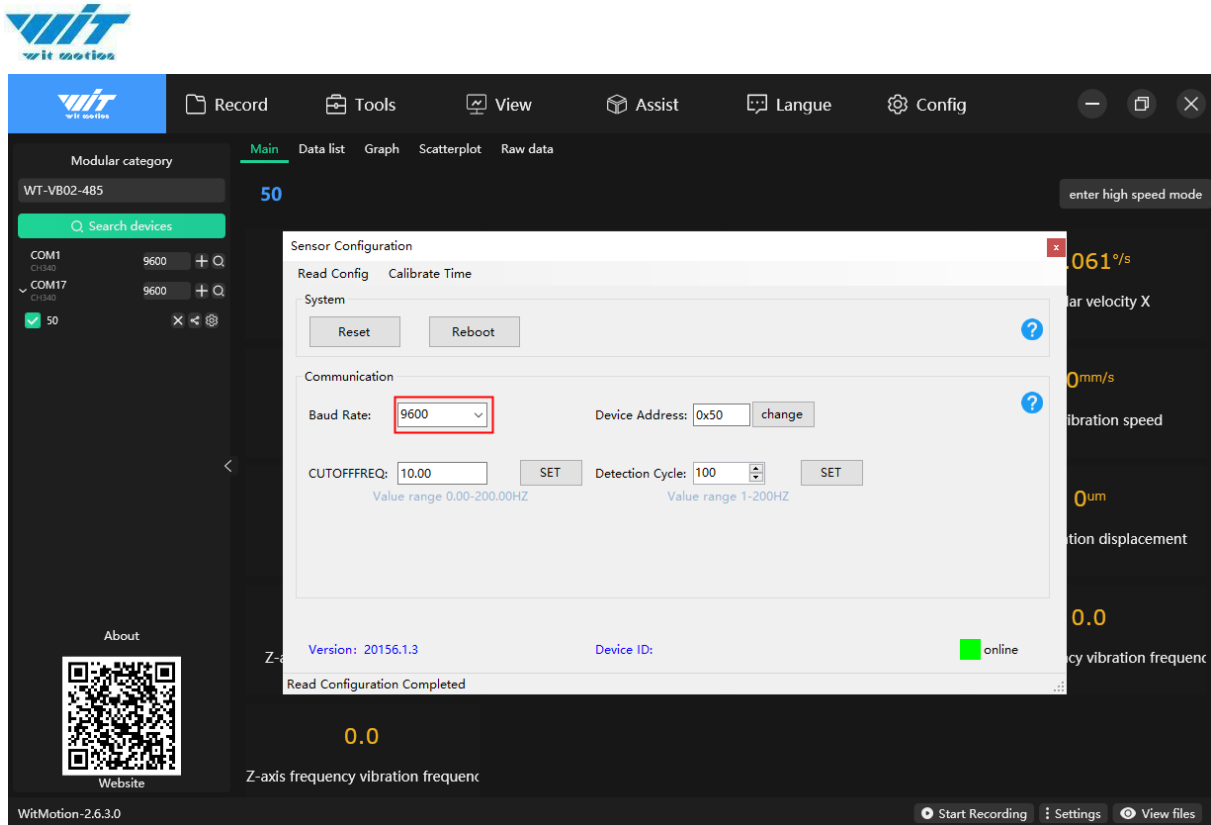 WIT
wit motion
WIT
wit motion
Record
Tools
View
Assist
Langue
Config
Modular category
Main
Data list
Graph
Scatterplot
Raw data
WT-VB02-485
50
enter high speed mode
Search devices
Sensor Configuration
x
COM1
CH340
9600
Read Config
Calibrate Time
.061°/s
COM17
CH340
9600
System
lar velocity X
50
Reset
Reboot
?
Communication
0mm/s
Baud Rate:
9600
Device Address:
0x50
change
?
ibration speed
CUTOFFFREQ:
10.00
SET
Detection Cycle:
100
SET
Value range 0.00-200.00HZ
Value range 1-200HZ
0um
tion displacement
0.0
About
Version: 20156.1.3
Device ID:
online
Z-a
cy vibration frequenc
Read Configuration Completed
0.0
Z-axis frequency vibration frequenc
Website
WitMotion-2.6.3.0
Start Recording
Settings
View files